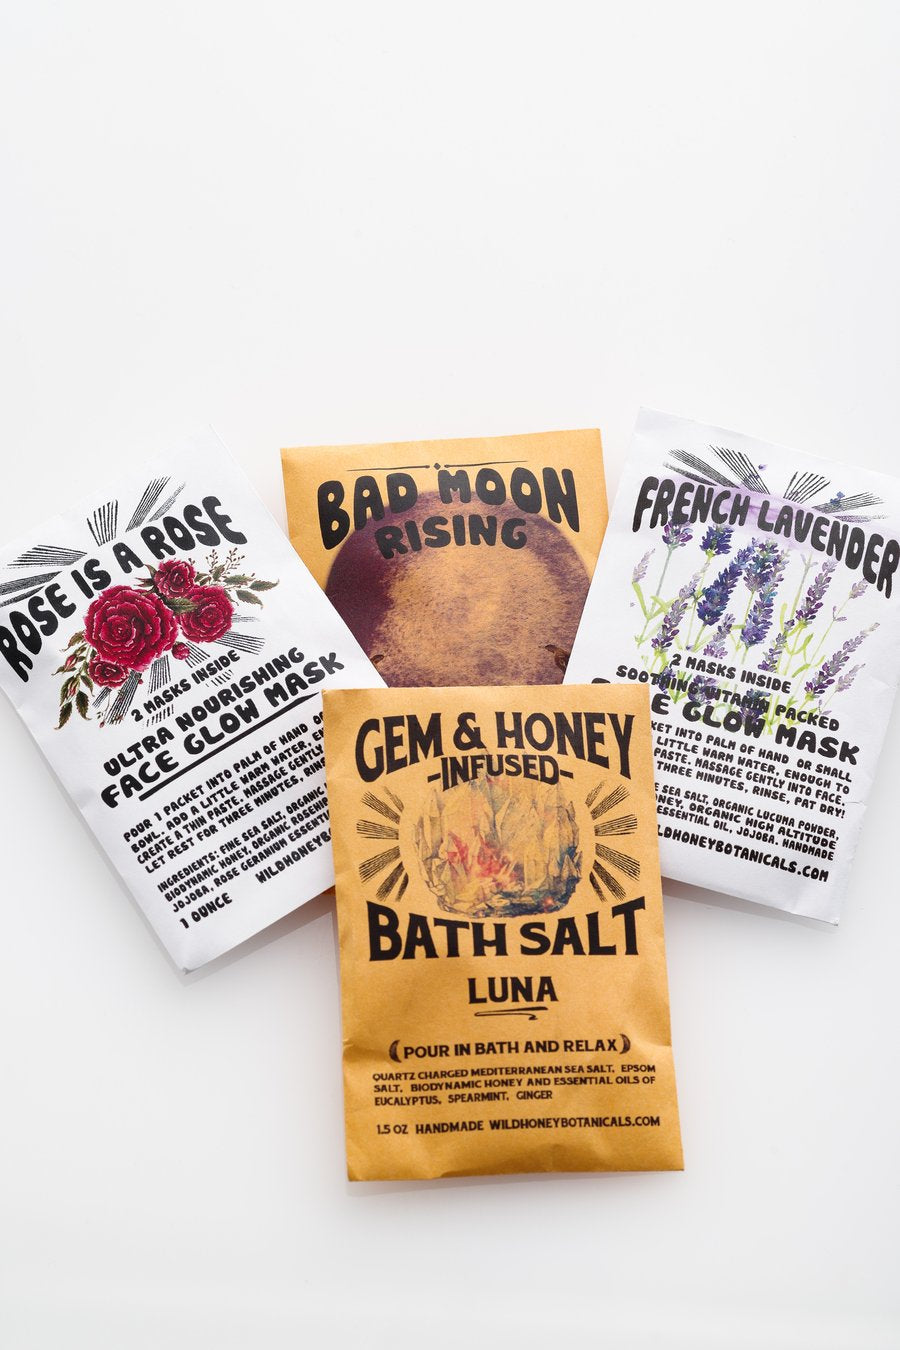 ROSE IS A ROSE
2 MASKS INSIDE
ULTRA NOURISHING
FACE GLOW MASK
POUR 1 PACKET INTO PALM OF HAND OR
BOWL. ADD A LITTLE WARM WATER,
CREATE A THIN PASTE. MASSAGE GENTLY
LET REST FOR THREE MINUTES,
INGREDIENTS: FINE SEA SALT, ORGANIC
BIODYNAMIC HONEY, ORGANIC
JOJOBA, ROSE GERANIUM
1 OUNCE
BAD MOON
RISING
FRENCH LAVENDER
2 MASKS INSIDE
SOOTHING VITAMIN PACKED
GLOW MASK
INTO PALM OF HAND OR SMALL
LITTLE WARM WATER, ENOUGH TO
PASTE. MASSAGE GENTLY INTO FACE,
THREE MINUTES, RINSE, PAT DRY!
SEA SALT, ORGANIC LUCUMA POWDER,
ORGANIC HIGH ALTITUDE
ESSENTIAL OIL, JOJOBA. HANDMADE
GEM & HONEY
-INFUSED-
BATH SALT
LUNA
(POUR IN BATH AND RELAX)
QUARTZ CHARGED MEDITERRANEAN SEA SALT, EPSOM
SALT, BIODYNAMIC HONEY AND ESSENTIAL OILS OF
EUCALYPTUS, SPEARMINT, GINGER
1.5 OZ HANDMADE WILDHONEYBOTANICALS.COM